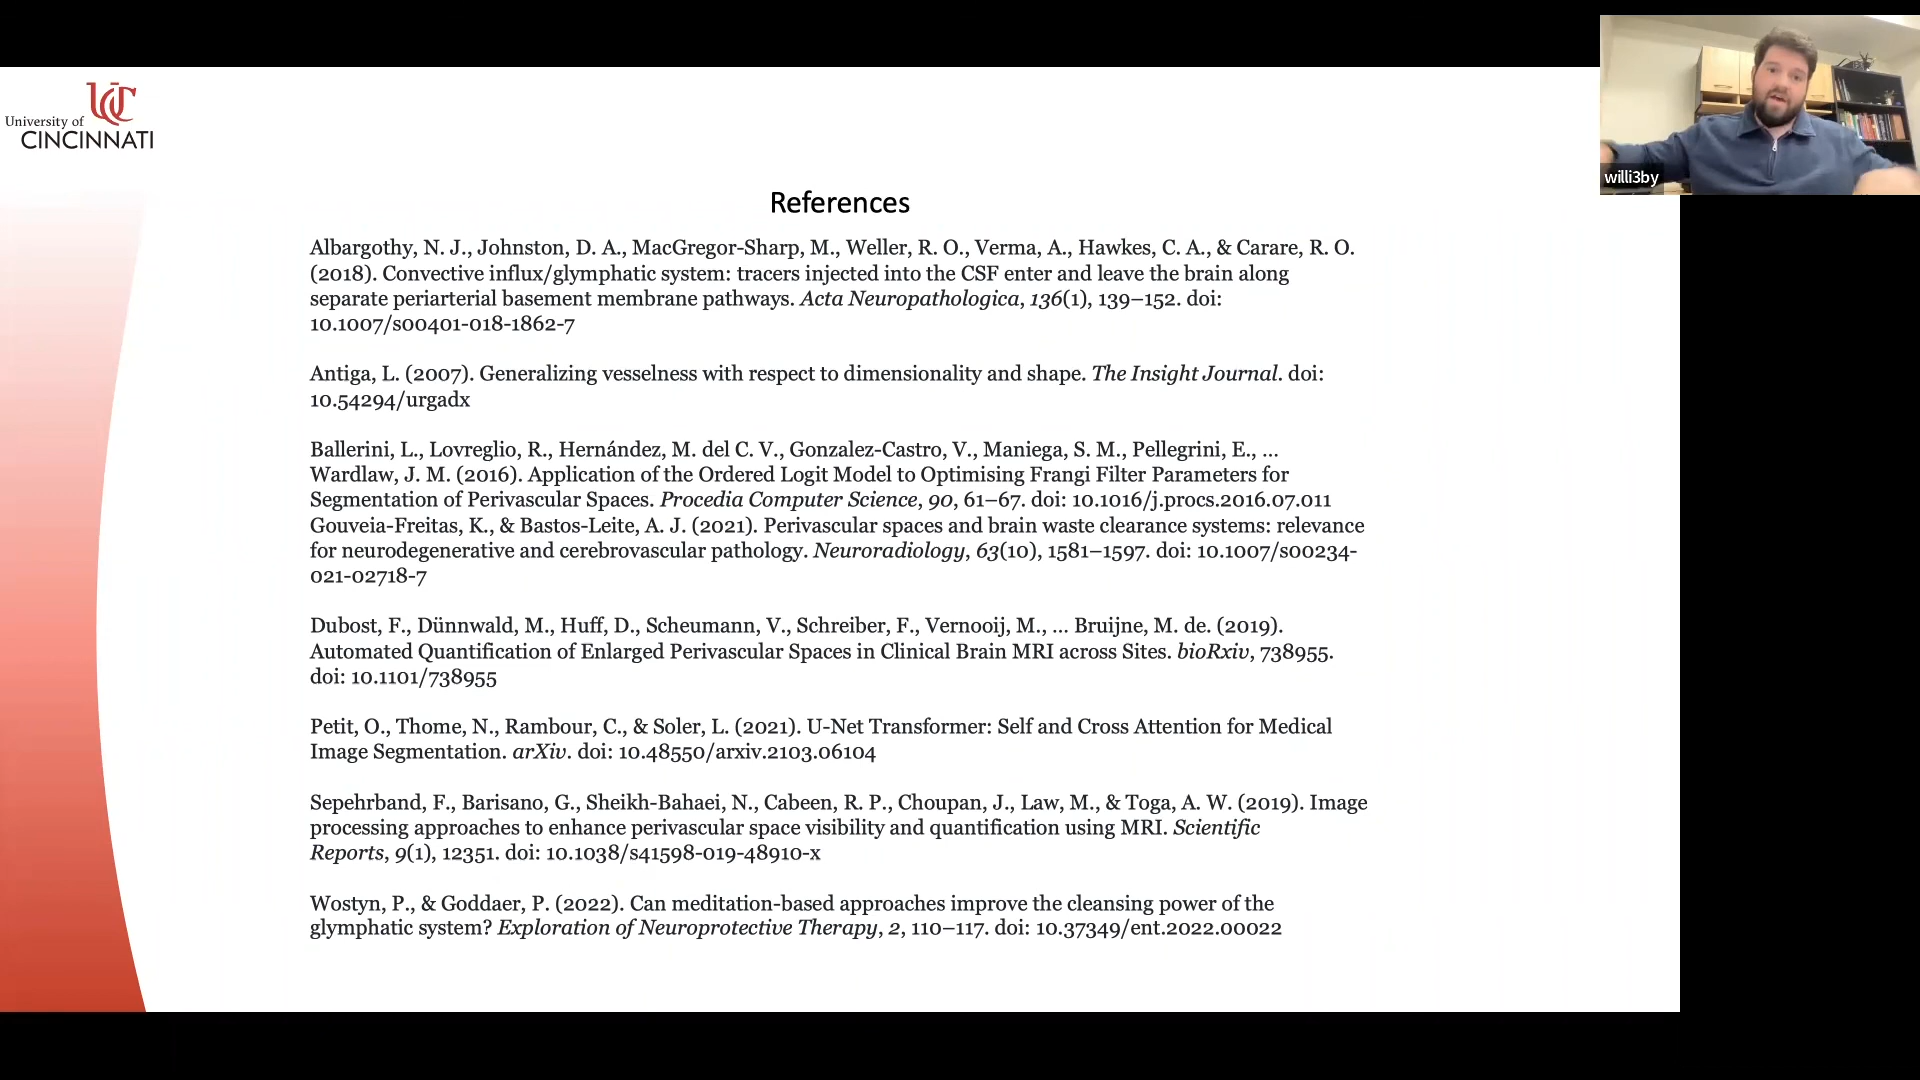 UC
University of
CINCINNATI
willi3by
References
Albargothy, N. J., Johnston, D. A., MacGregor-Sharp, M., Weller, R. O., Verma, A., Hawkes, C. A., & Carare, R. O.
(2018). Convective influx/glymphatic system: tracers injected into the CSF enter and leave the brain along
separate periarterial basement membrane pathways. Acta Neuropathologica, 136(1), 139–152. doi:
10.1007/s00401-018-1862-7
Antiga, L. (2007). Generalizing vesselness with respect to dimensionality and shape. The Insight Journal. doi:
10.54294/urgadx
Ballerini, L., Lovreglio, R., Hernández, M. del C. V., Gonzalez-Castro, V., Maniega, S. M., Pellegrini, E., …
Wardlaw, J. M. (2016). Application of the Ordered Logit Model to Optimising Frangi Filter Parameters for
Segmentation of Perivascular Spaces. Procedia Computer Science, 90, 61–67. doi: 10.1016/j.procs.2016.07.011
Gouveia-Freitas, K., & Bastos-Leite, A. J. (2021). Perivascular spaces and brain waste clearance systems: relevance
for neurodegenerative and cerebrovascular pathology. Neuroradiology, 63(10), 1581–1597. doi: 10.1007/s00234-
021-02718-7
Dubost, F., Dünnwald, M., Huff, D., Scheumann, V., Schreiber, F., Vernooij, M., … Bruijne, M. de. (2019).
Automated Quantification of Enlarged Perivascular Spaces in Clinical Brain MRI across Sites. bioRxiv, 738955.
doi: 10.1101/738955
Petit, O., Thome, N., Rambour, C., & Soler, L. (2021). U-Net Transformer: Self and Cross Attention for Medical
Image Segmentation. arXiv. doi: 10.48550/arxiv.2103.06104
Sepehrband, F., Barisano, G., Sheikh-Bahaei, N., Cabeen, R. P., Choupan, J., Law, M., & Toga, A. W. (2019). Image
processing approaches to enhance perivascular space visibility and quantification using MRI. Scientific
Reports, 9(1), 12351. doi: 10.1038/s41598-019-48910-x
Wostyn, P., & Goddaer, P. (2022). Can meditation-based approaches improve the cleansing power of the
glymphatic system? Exploration of Neuroprotective Therapy, 2, 110–117. doi: 10.37349/ent.2022.00022